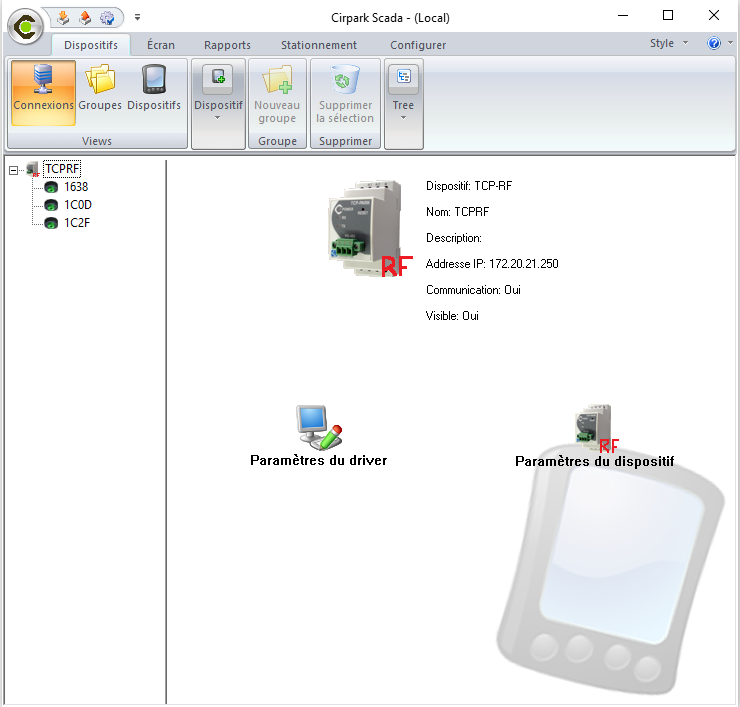 Cirpark Scada - (Local)
Dispositifs
Écran
Rapports
Stationnement
Configurer
Style
Connexions
Groupes
Dispositifs
Views
Dispositif
Nouveau
groupe
Groupe
Supprimer
la sélection
Supprimer
Tree
TCPRF
1638
1C0D
1C2F
RF
Dispositif: TCP-RF
Nom: TCPRF
Description:
Addresse IP: 172.20.21.250
Communication: Oui
Visible: Oui
Paramètres du driver
RF
Paramètres du dispositif